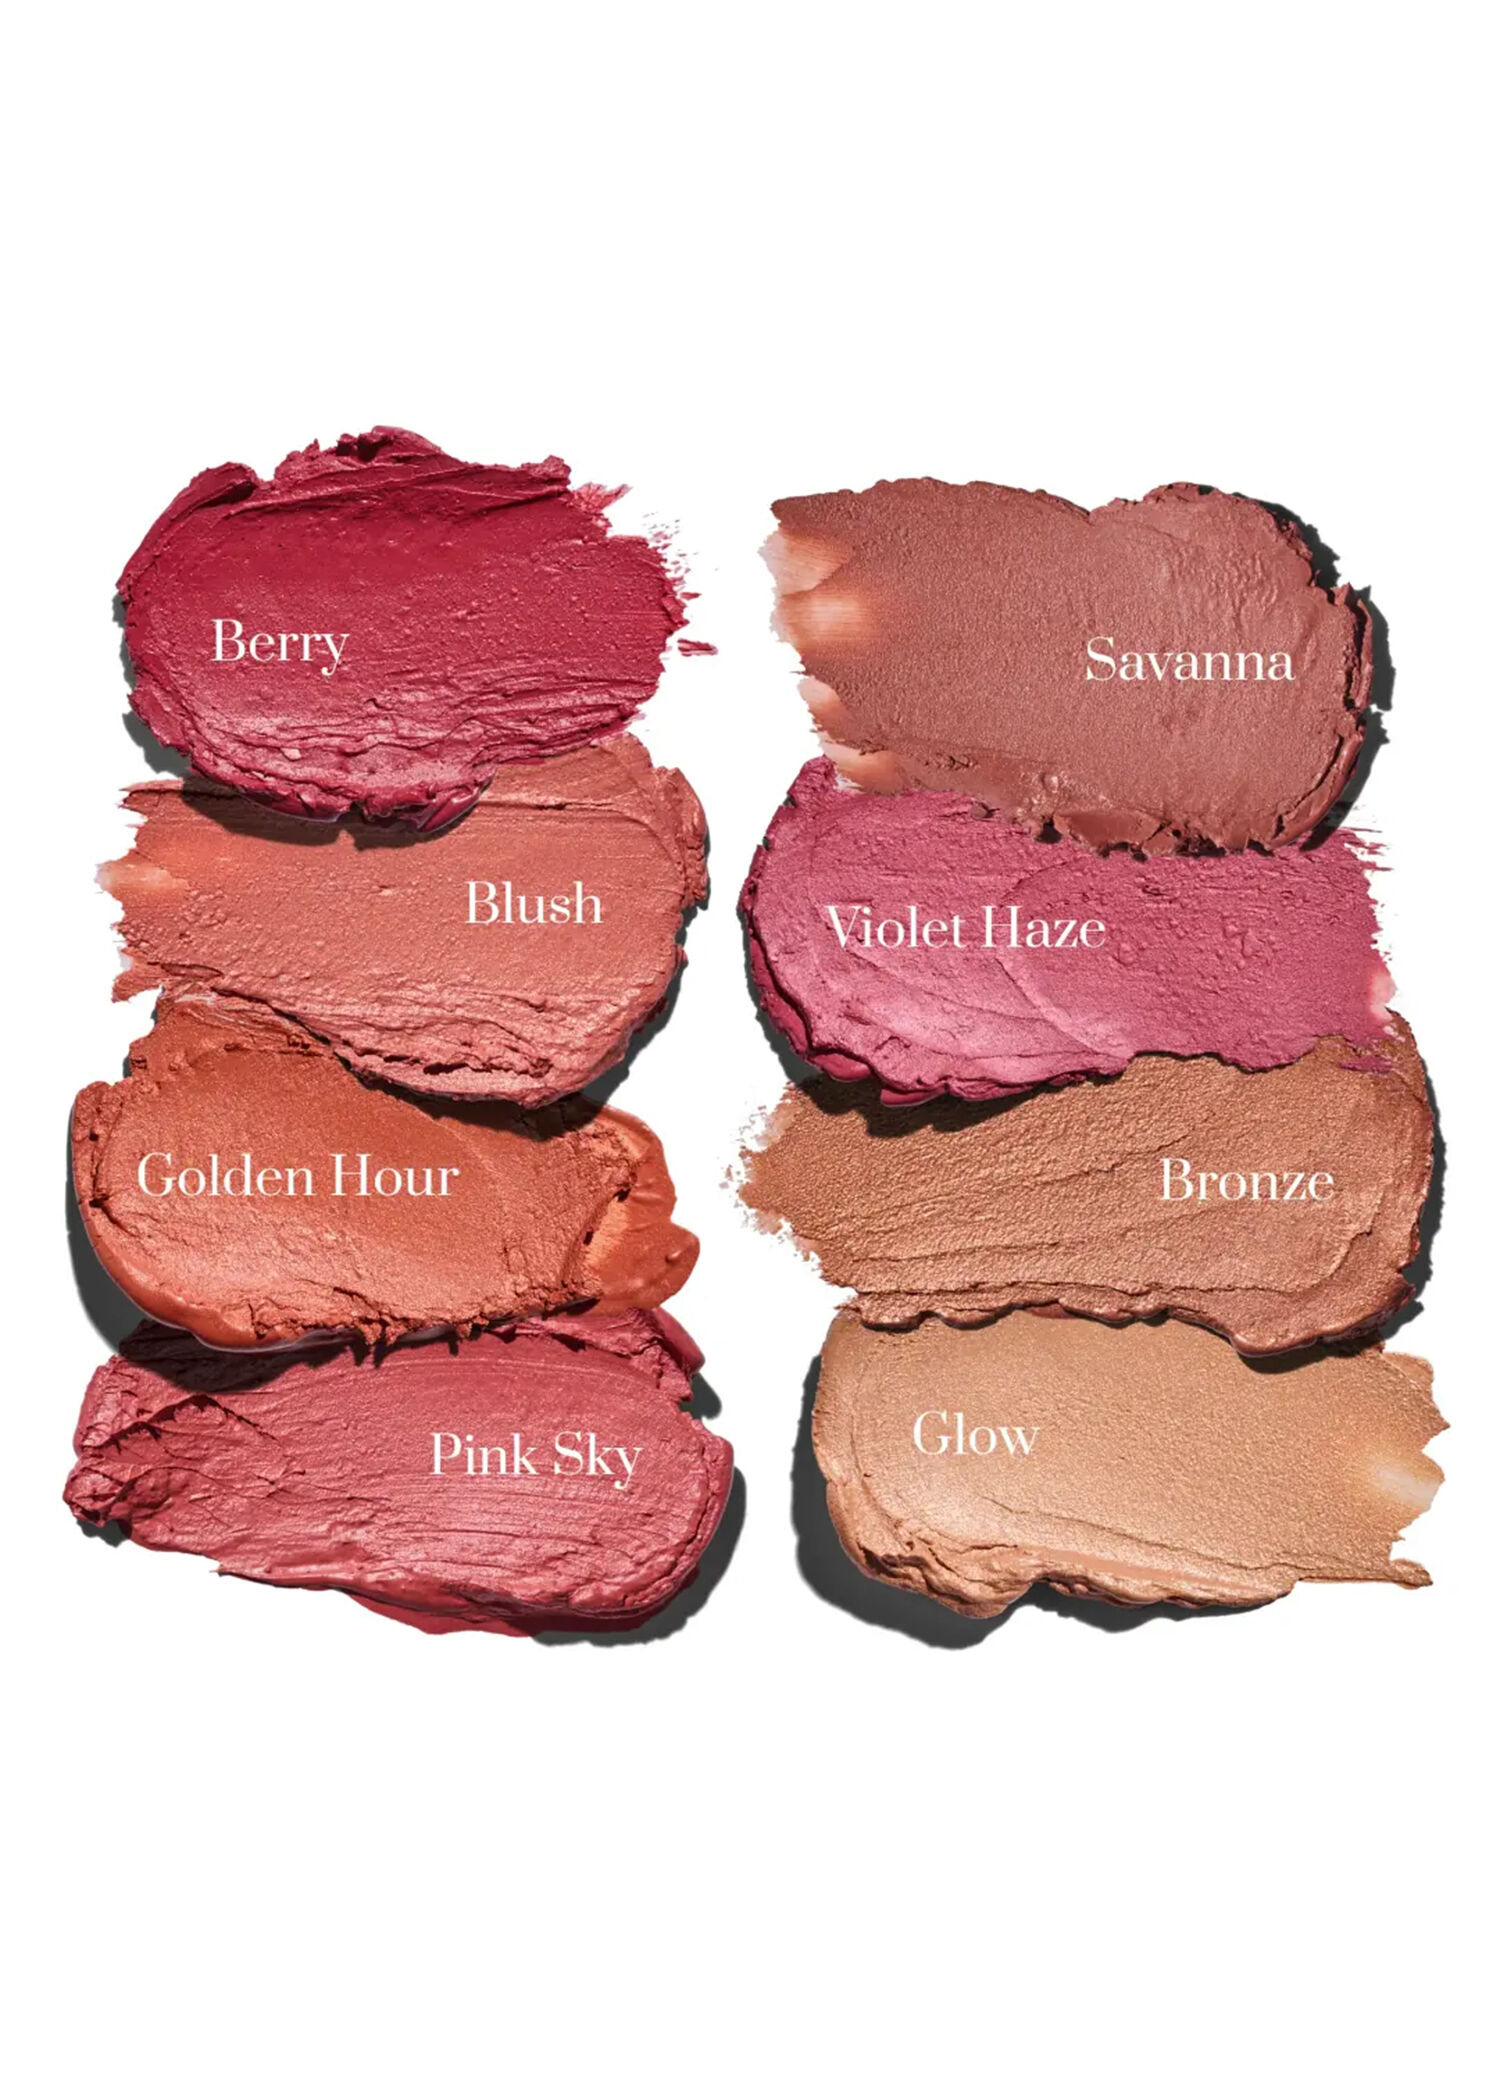 Berry
Blush
Golden Hour
Pink Sky
Savanna
Violet Haze
Bronze
Glow